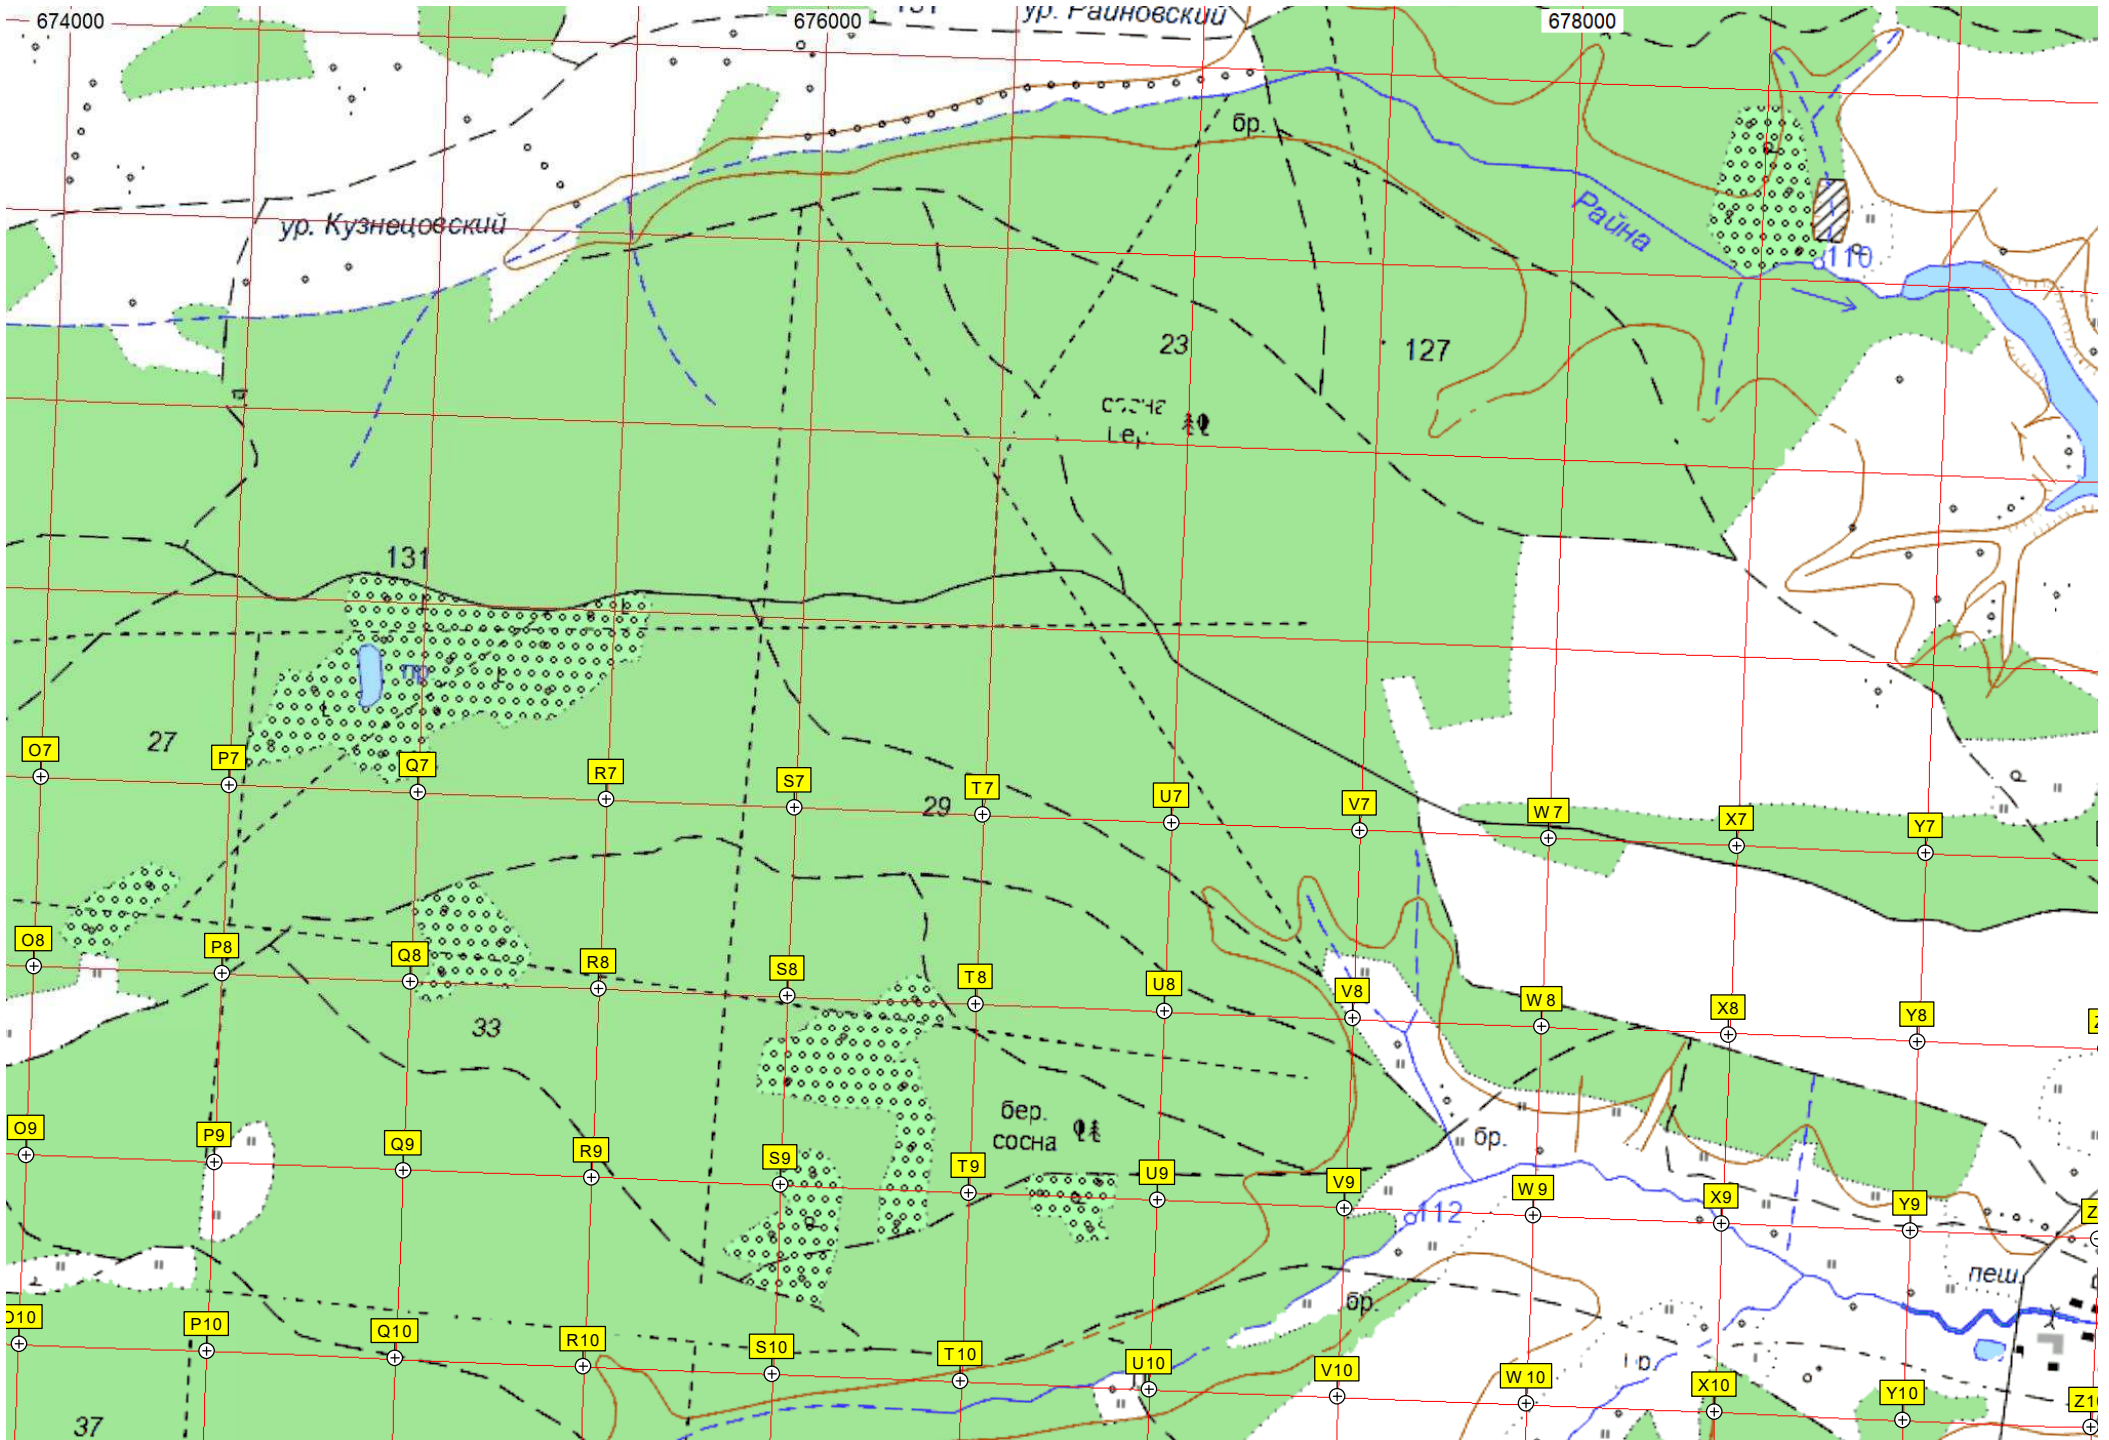 674000
676000
678000
ур. Райновский
бр.
ур. Кузнецовский
Райна
110
23
127
сосна
131
пр.
27
O7
P7
Q7
R7
S7
29
T7
U7
V7
W7
X7
Y7
O8
P8
Q8
R8
S8
T8
U8
V8
W8
X8
Y8
33
бер.
сосна
бр.
O9
P9
Q9
R9
S9
T9
U9
V9
W9
X9
Y9
112
пеш.
бр.
P10
Q10
R10
S10
T10
U10
V10
W10
X10
Y10
37